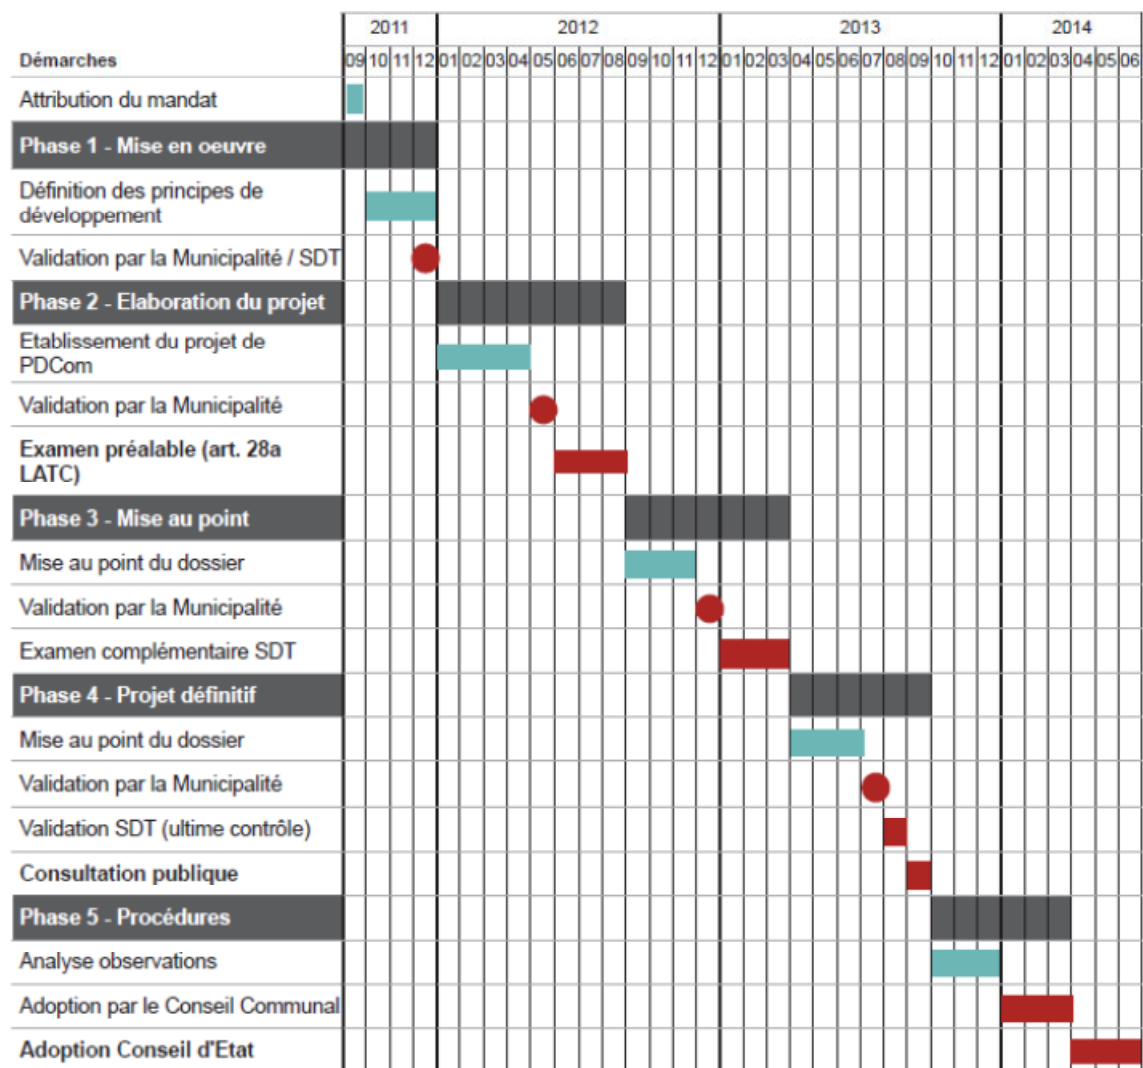 2011 2012 2013 2014
Démarches 09 10 11 12 01 02 03 04 05 06 07 08 09 10 11 12 01 02 03 04 05 06 07 08 09 10 11 12 01 02 03 04 05 06
Attribution du mandat
Phase 1 - Mise en oeuvre
Définition des principes de
développement
Validation par la Municipalité / SDT
Phase 2 - Elaboration du projet
Etablissement du projet de
PDCom
Validation par la Municipalité
Examen préalable (art. 28a
LATC)
Phase 3 - Mise au point
Mise au point du dossier
Validation par la Municipalité
Examen complémentaire SDT
Phase 4 - Projet définitif
Mise au point du dossier
Validation par la Municipalité
Validation SDT (ultime contrôle)
Consultation publique
Phase 5 - Procédures
Analyse observations
Adoption par le Conseil Communal
Adoption Conseil d'Etat